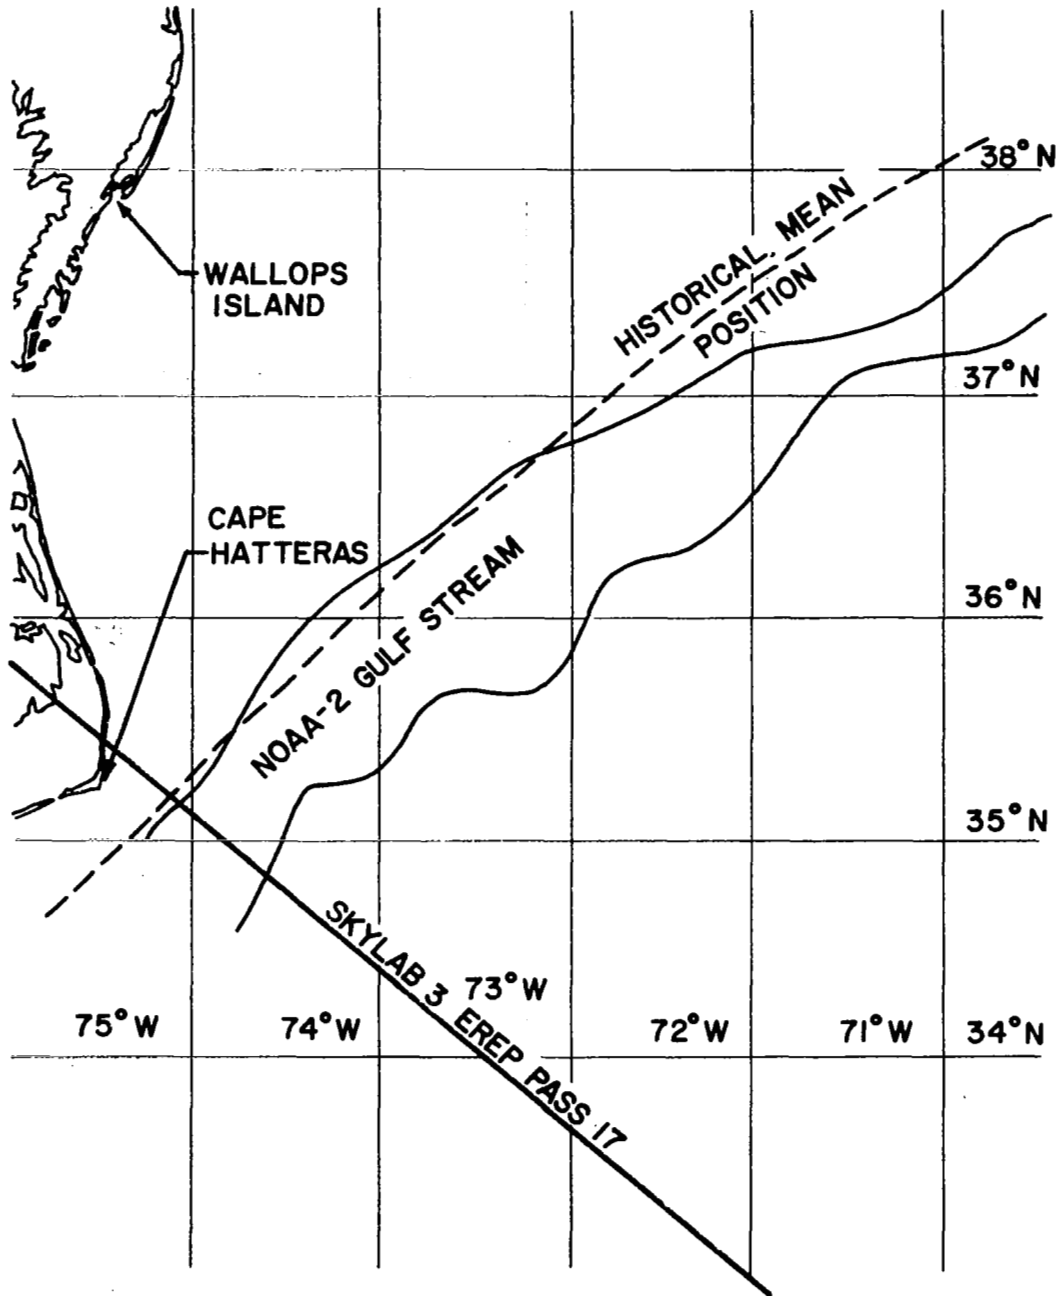 38°N
HISTORICAL MEAN
POSITION
WALLOPS
ISLAND
37°N
CAPE
HATTERAS
36°N
NOAA-2 GULF STREAM
35°N
SKYLAB 3 EREP PASS 17
73°W
75°W
74°W
72°W
71°W
34°N